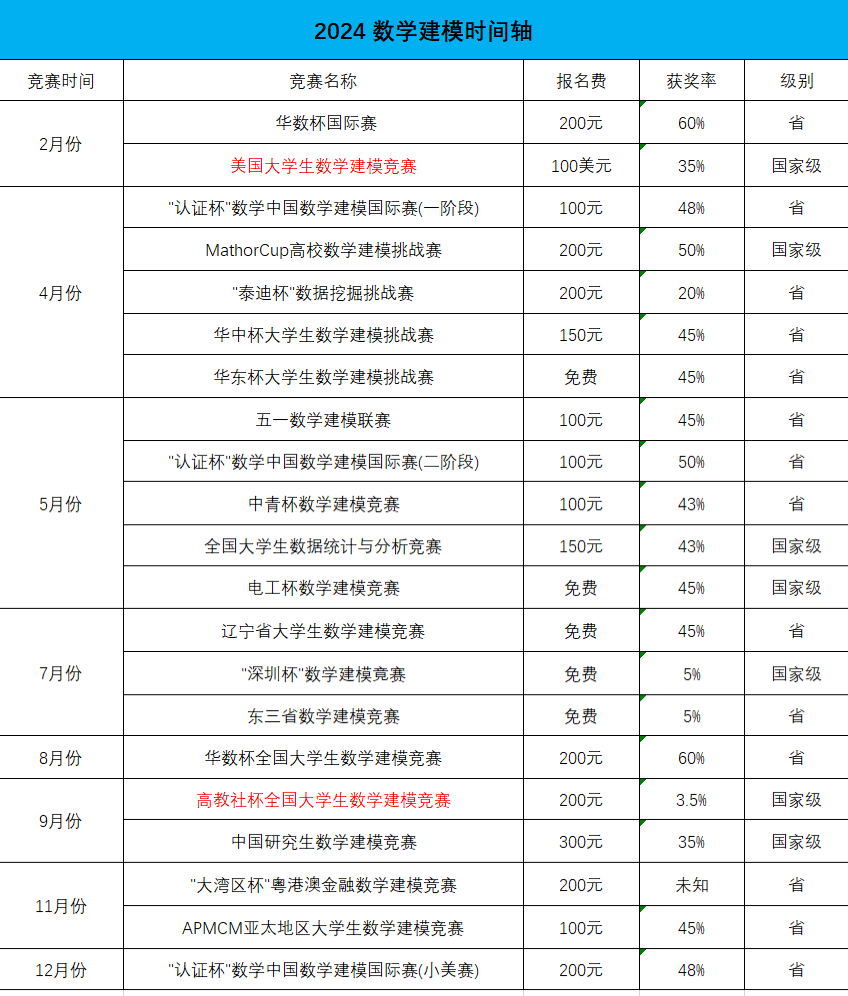 2024 数学建模时间轴
竞赛时间 竞赛名称 报名费 获奖率 级别
2月份 华数杯国际赛 200元 60% 省
美国大学生数学建模竞赛 100美元 35% 国家级
4月份 "认证杯"数学中国数学建模国际赛(一阶段) 100元 48% 省
MathorCup高校数学建模挑战赛 200元 50% 国家级
"泰迪杯"数据挖掘挑战赛 200元 20% 省
华中杯大学生数学建模挑战赛 150元 45% 省
华东杯大学生数学建模挑战赛 免费 45% 省
5月份 五一数学建模联赛 100元 45% 省
"认证杯"数学中国数学建模国际赛(二阶段) 100元 50% 省
中青杯数学建模竞赛 100元 43% 省
全国大学生数据统计与分析竞赛 150元 43% 国家级
电工杯数学建模竞赛 免费 45% 国家级
7月份 辽宁省大学生数学建模竞赛 免费 45% 省
"深圳杯"数学建模竟赛 免费 5% 国家级
东三省数学建模竞赛 免费 5% 省
8月份 华数杯全国大学生数学建模竞赛 200元 60% 省
9月份 高教社杯全国大学生数学建模竞赛 200元 3.5% 国家级
中国研究生数学建模竞赛 300元 35% 国家级
11月份 "大湾区杯"粤港澳金融数学建模竞赛 200元 未知 省
APMCM亚太地区大学生数学建模竞赛 100元 45% 省
12月份 "认证杯"数学中国数学建模国际赛(小美赛) 200元 48% 省